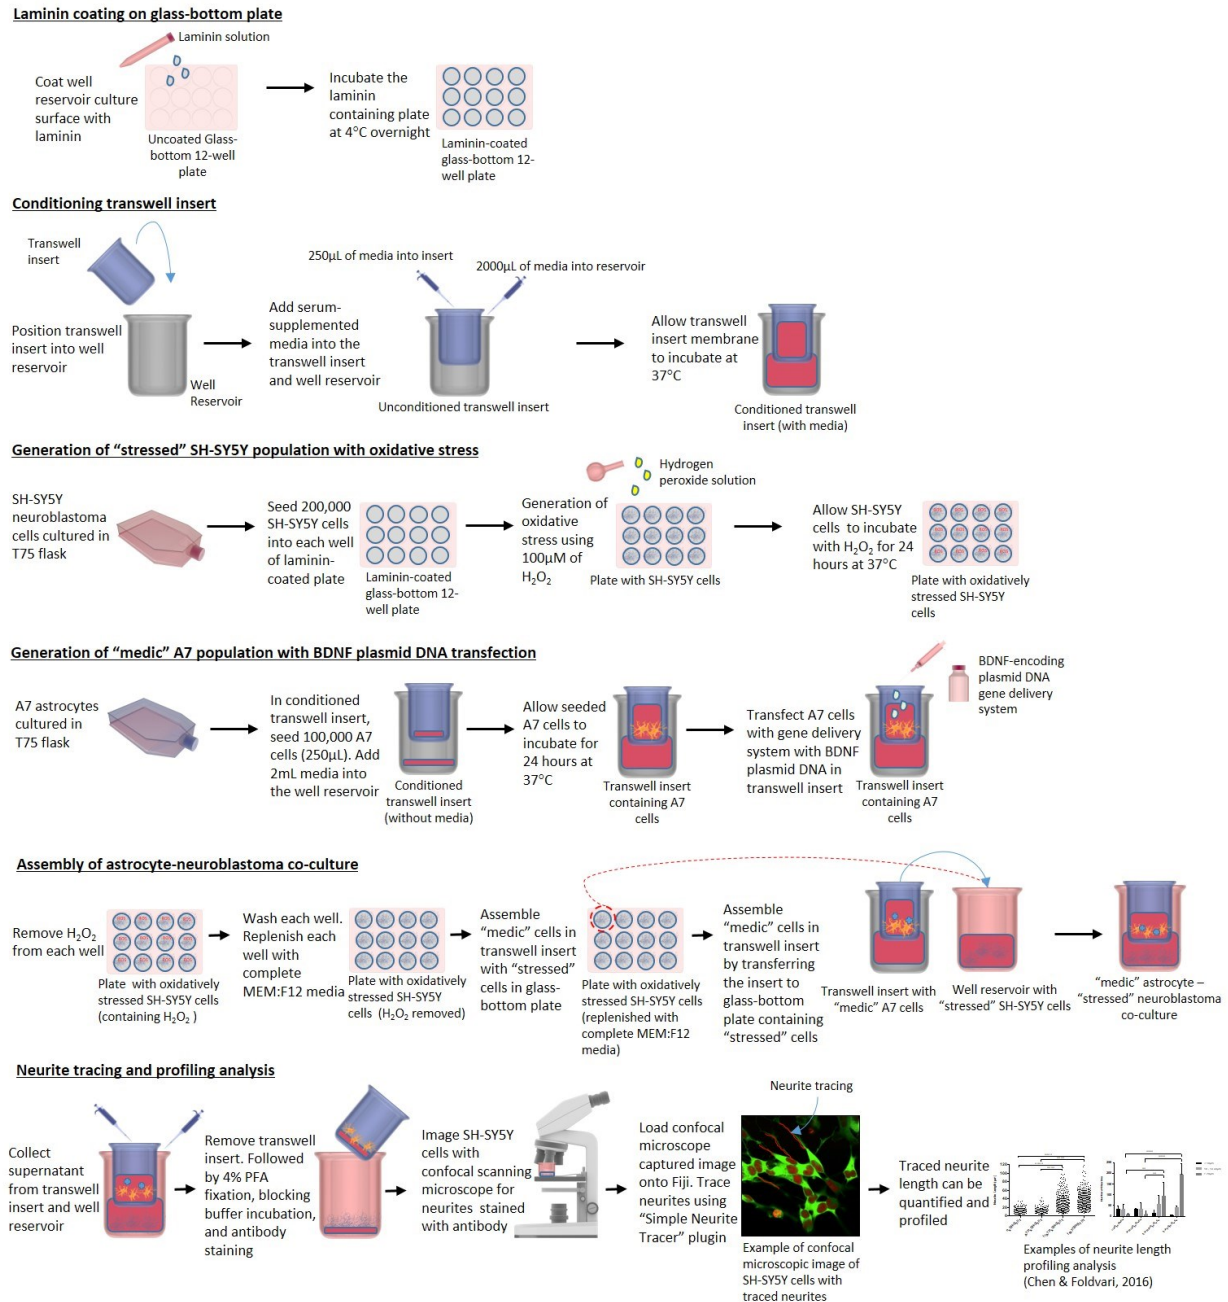 Laminin coating on glass-bottom plate
Laminin solution
Coat well
reservoir culture
surface with
laminin
Uncoated Glass-
bottom 12-well
plate
Incubate the
laminin
containing plate
at 4°C overnight
Laminin-coated
glass-bottom 12-
well plate
Conditioning transwell insert
Transwell
insert
Position transwell
insert into well
reservoir
Well
Reservoir
Add serum-
supplemented
media into the
transwell insert
and well reservoir
250µL of media into insert
2000µL of media into reservoir
Unconditioned transwell insert
Allow transwell
insert membrane
to incubate at
37°C
Conditioned transwell
insert (with media)
Generation of “stressed” SH-SY5Y population with oxidative stress
SH-SY5Y
neuroblastoma
cells cultured in
T75 flask
Seed 200,000
SH-SY5Y cells
into each well
of laminin-
coated plate
Laminin-coated
glass-bottom 12-
well plate
Generation of
oxidative
stress using
100µM of
H₂O₂
Hydrogen
peroxide solution
Plate with SH-SY5Y cells
Allow SH-SY5Y
cells to incubate
with H₂O₂ for 24
hours at 37°C
Plate with oxidatively
stressed SH-SY5Y
cells
Generation of “medic” A7 population with BDNF plasmid DNA transfection
A7 astrocytes
cultured in
T75 flask
In conditioned
transwell insert,
seed 100,000 A7
cells (250µL). Add
2mL media into
the well reservoir
Conditioned
transwell insert
(without media)
Allow seeded
A7 cells to
incubate for
24 hours at
37°C
Transwell insert
containing A7
cells
Transfect A7 cells
with gene delivery
system with BDNF
plasmid DNA in
transwell insert
BDNF-encoding
plasmid DNA
gene delivery
system
Transwell insert
containing A7
cells
Assembly of astrocyte-neuroblastoma co-culture
Remove H₂O₂
from each well
Plate with oxidatively
stressed SH-SY5Y cells
(containing H₂O₂ )
Wash each well.
Replenish each
well with
complete
MEM:F12 media
Plate with oxidatively
stressed SH-SY5Y
cells (H₂O₂ removed)
Assemble
“medic” cells in
transwell insert
with “stressed”
cells in glass-
bottom plate
Plate with oxidatively
stressed SH-SY5Y cells
(replenished with
complete MEM:F12
media)
Assemble
“medic” cells in
transwell insert
by transferring
the insert to
glass-bottom
plate containing
“stressed” cells
Transwell insert with
“medic” A7 cells
Well reservoir with
“stressed” SH-SY5Y cells
“medic” astrocyte –
“stressed” neuroblastoma
co-culture
Neurite tracing and profiling analysis
Collect
supernatant
from transwell
insert and well
reservoir
Remove transwell
insert. Followed
by 4% PFA
fixation, blocking
buffer incubation,
and antibody
staining
Image SH-SY5Y
cells with
confocal scanning
microscope for
neurites stained
with antibody
Load confocal
microscope
captured image
onto Fiji. Trace
neurites using
“Simple Neurite
Tracer” plugin
Neurite tracing
Example of confocal
microscopic image of
SH-SY5Y cells with
traced neurites
Traced neurite
length can be
quantified and
profiled
Examples of neurite length
profiling analysis
(Chen & Foldvari, 2016)